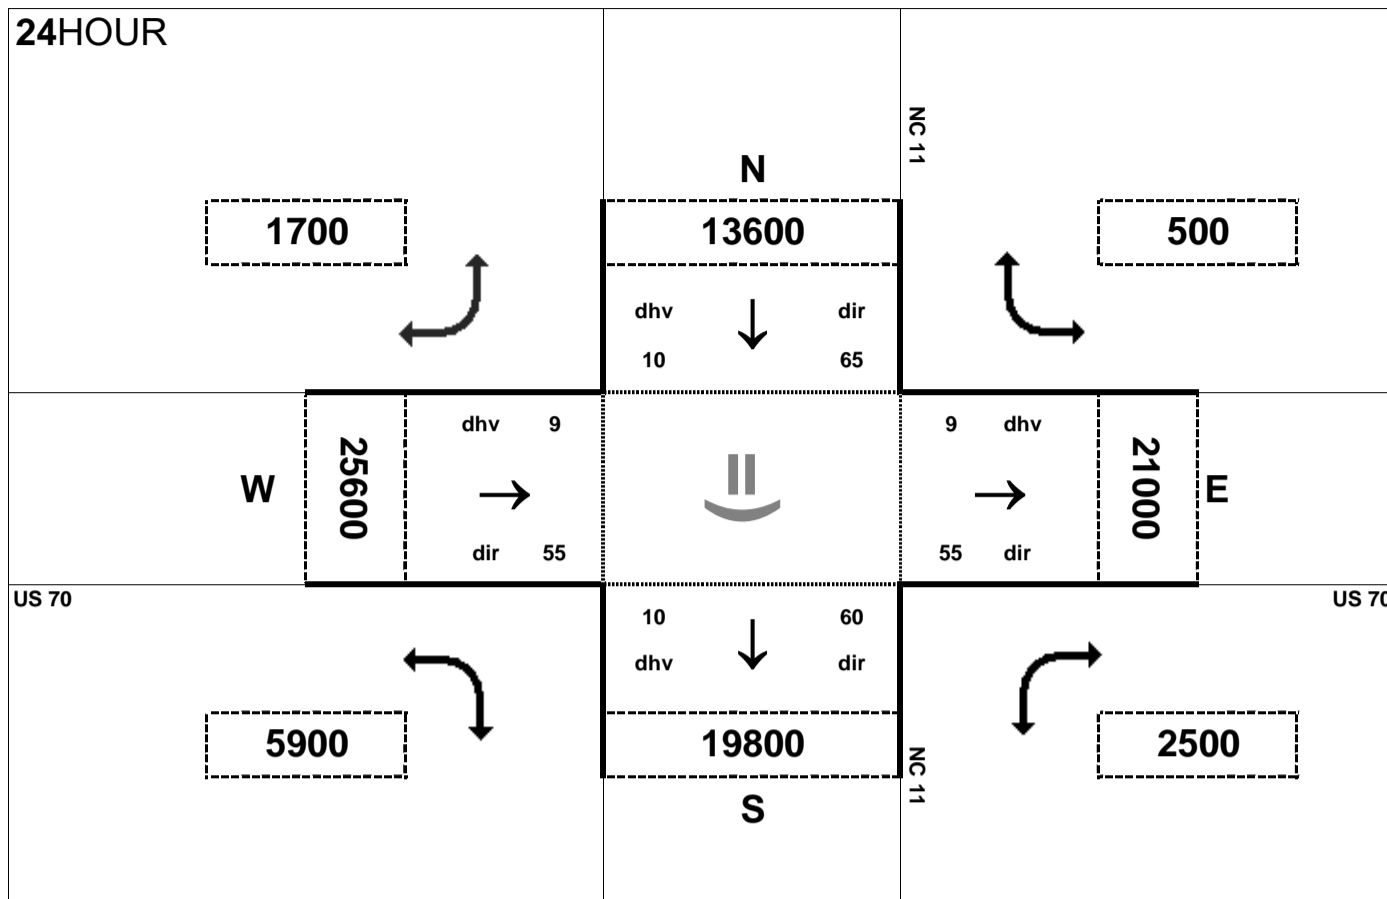 24HOUR
NC 11
N
1700
13600
500
dhv
dir
10
65
dhv 9
9 dhv
W
25600
21000
E
dir 55
55 dir
US 70
US 70
10
60
dhv
dir
5900
19800
2500
NC 11
S